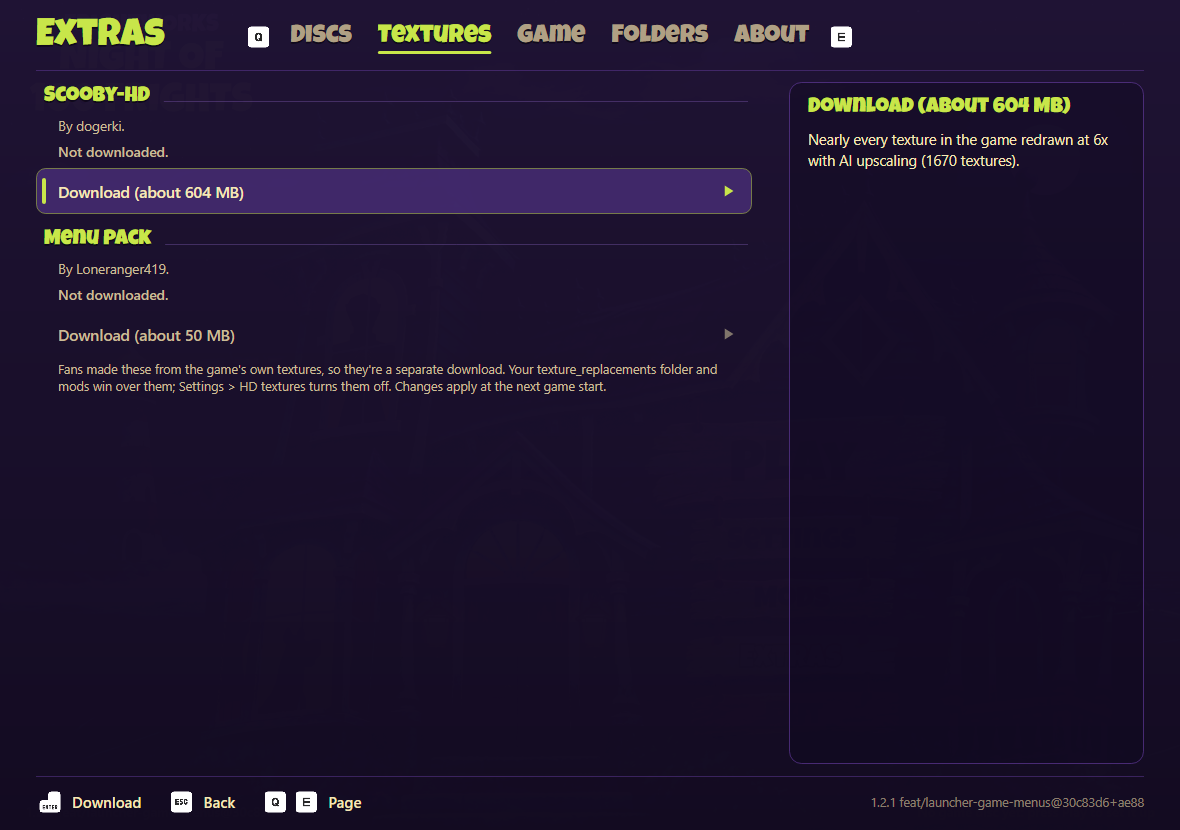 EXTRAS
Q DISCS TEXTURES GAME FOLDERS ABOUT E
SCOOBY-HD
By dogerki.
Not downloaded.
Download (about 604 MB)
MENU PACK
By Loneranger419.
Not downloaded.
Download (about 50 MB)
Fans made these from the game's own textures, so they're a separate download. Your texture_replacements folder and
mods win over them; Settings > HD textures turns them off. Changes apply at the next game start.
DOWNLOAD (ABOUT 604 MB)
Nearly every texture in the game redrawn at 6x
with AI upscaling (1670 textures).
ENTER Download ESC Back Q E Page
1.2.1 feat/launcher-game-menus@30c83d6+ae88